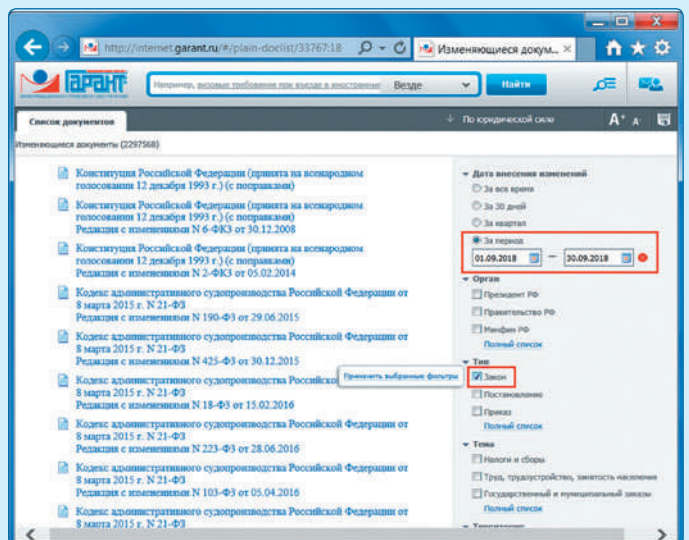 http://internet.garant.ru/#/plain-doclist/33767:18
Изменяющиеся докум...
ГАРАНТ
Например, визовые требования при въезде в иностранные
Везде
Найти
Список документов
По юридической силе
А+ А-
Изменяющиеся документы (2297568)
Конституция Российской Федерации (принята на всенародном
голосовании 12 декабря 1993 г.) (с поправками)
Конституция Российской Федерации (принята на всенародном
голосовании 12 декабря 1993 г.) (с поправками)
Редакция с изменениями N 6-ФКЗ от 30.12.2008
Конституция Российской Федерации (принята на всенародном
голосовании 12 декабря 1993 г.) (с поправками)
Редакция с изменениями N 2-ФКЗ от 05.02.2014
Кодекс административного судопроизводства Российской Федерации от
8 марта 2015 г. N 21-ФЗ
Редакция с изменениями N 190-ФЗ от 29.06.2015
Кодекс административного судопроизводства Российской Федерации от
8 марта 2015 г. N 21-ФЗ
Редакция с изменениями N 425-ФЗ от 30.12.2015
Кодекс административного судопроизводства Российско
8 марта 2015 г. N 21-ФЗ
Редакция с изменениями N 18-ФЗ от 15.02.2016
Кодекс административного судопроизводства Российской Федерации от
8 марта 2015 г. N 21-ФЗ
Редакция с изменениями N 223-ФЗ от 28.06.2016
Кодекс административного судопроизводства Российской Федерации от
8 марта 2015 г. N 21-ФЗ
Редакция с изменениями N 103-ФЗ от 05.04.2016
Кодекс административного судопроизводства Российской Федерации от
8 марта 2015 г. N 21-ФЗ
Дата внесения изменений
За все время
За 30 дней
За квартал
За период
01.09.2018 — 30.09.2018
Орган
Президент РФ
Правительство РФ
Минфин РФ
Полный список
Тип
Применить выбранные фильтры
Закон
Постановление
Приказ
Полный список
Тема
Налоги и сборы
Труд, трудоустройство, занятость населения
Государственный и муниципальный заказы
Полный список
Территория